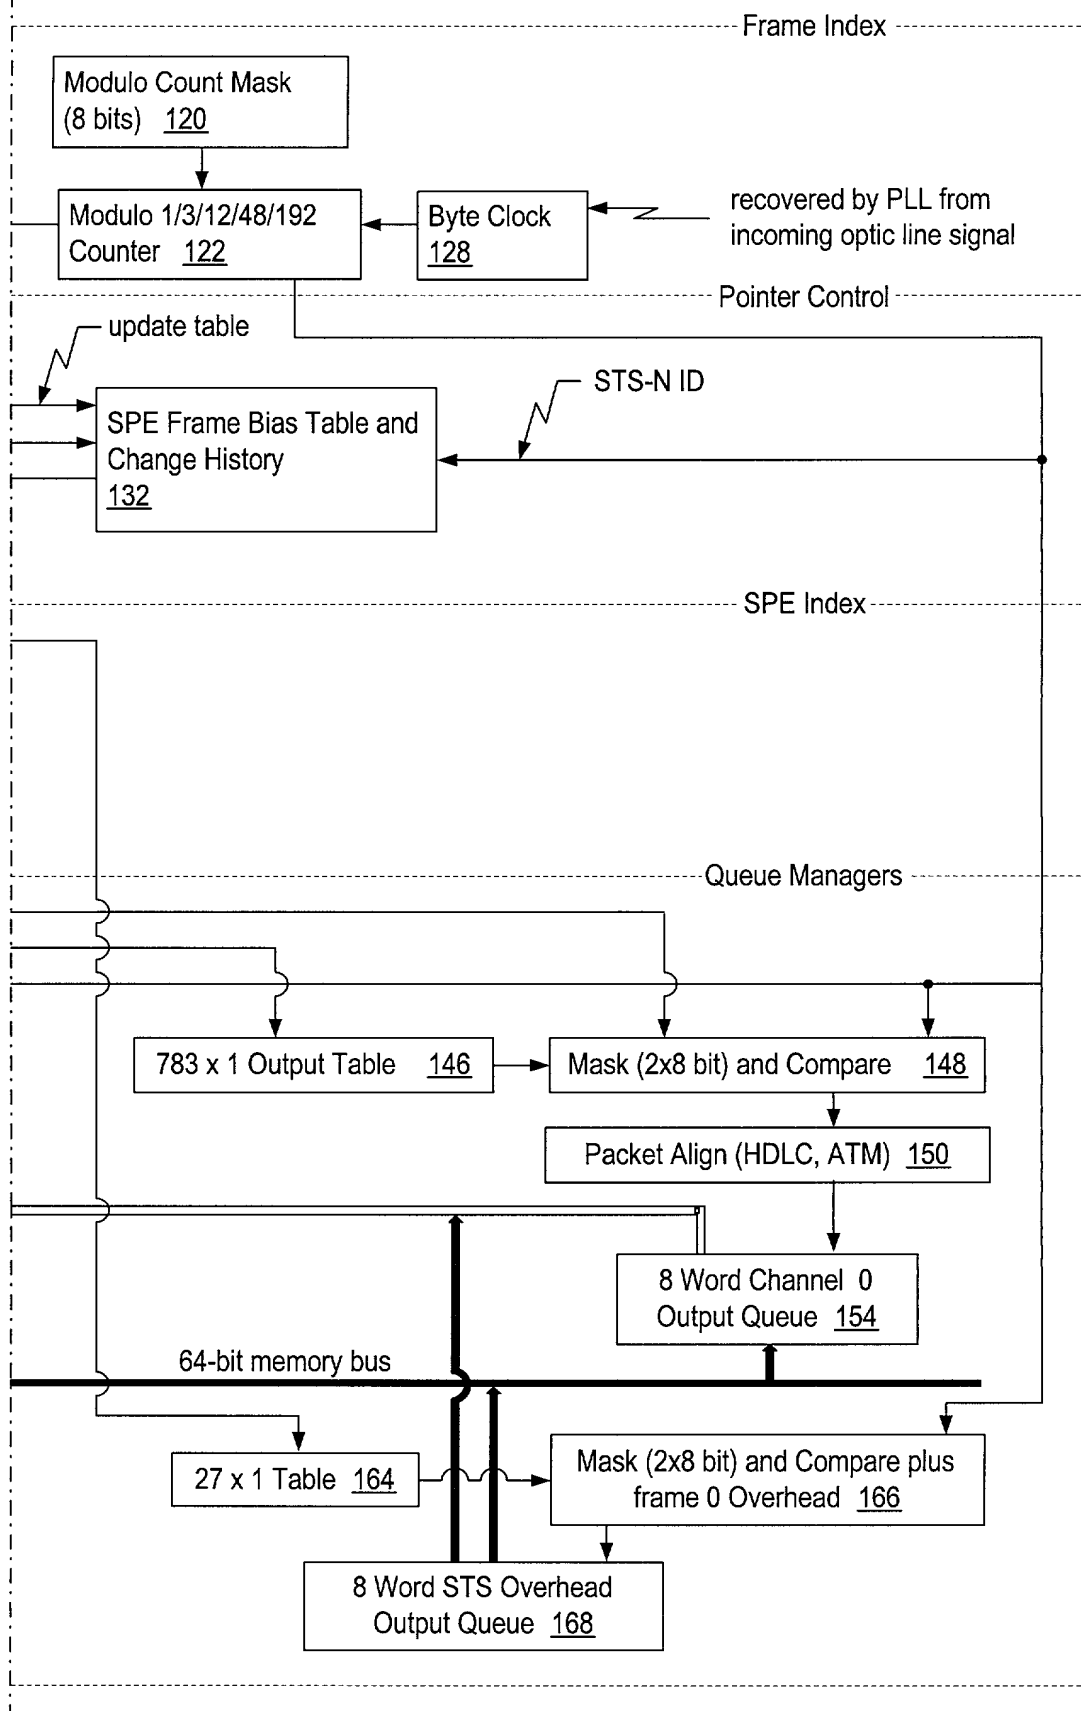 Frame Index
Modulo Count Mask
(8 bits) 120
Modulo 1/3/12/48/192
Counter 122
Byte Clock
128
recovered by PLL from
incoming optic line signal
Pointer Control
update table
STS-N ID
SPE Frame Bias Table and
Change History
132
SPE Index
Queue Managers
783 x 1 Output Table 146
Mask (2x8 bit) and Compare 148
Packet Align (HDLC, ATM) 150
8 Word Channel 0
Output Queue 154
64-bit memory bus
27 x 1 Table 164
Mask (2x8 bit) and Compare plus
frame 0 Overhead 166
8 Word STS Overhead
Output Queue 168